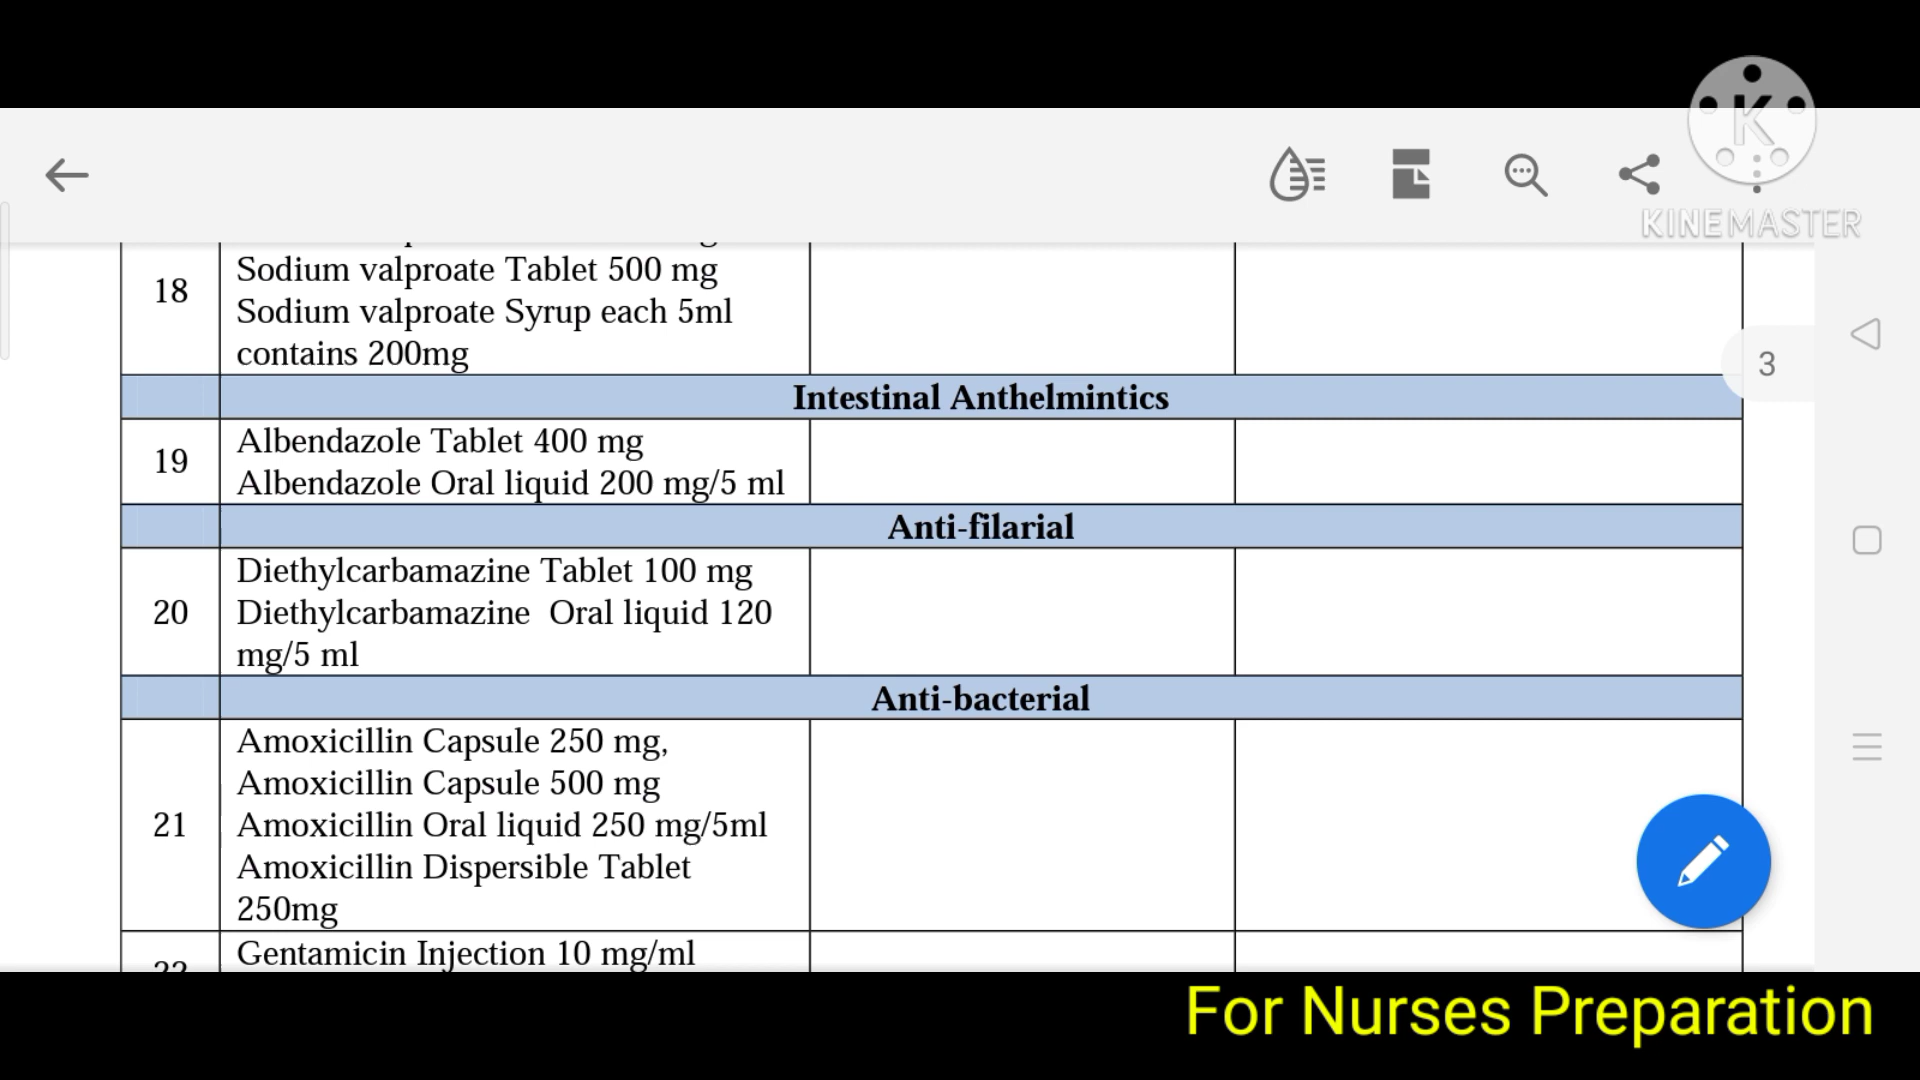 K
KINEMASTER
3
18
Sodium valproate Tablet 500 mg
Sodium valproate Syrup each 5ml
contains 200mg
Intestinal Anthelmintics
19
Albendazole Tablet 400 mg
Albendazole Oral liquid 200 mg/5 ml
Anti-filarial
20
Diethylcarbamazine Tablet 100 mg
Diethylcarbamazine Oral liquid 120
mg/5 ml
Anti-bacterial
21
Amoxicillin Capsule 250 mg,
Amoxicillin Capsule 500 mg
Amoxicillin Oral liquid 250 mg/5ml
Amoxicillin Dispersible Tablet
250mg
Gentamicin Injection 10 mg/ml
For Nurses Preparation